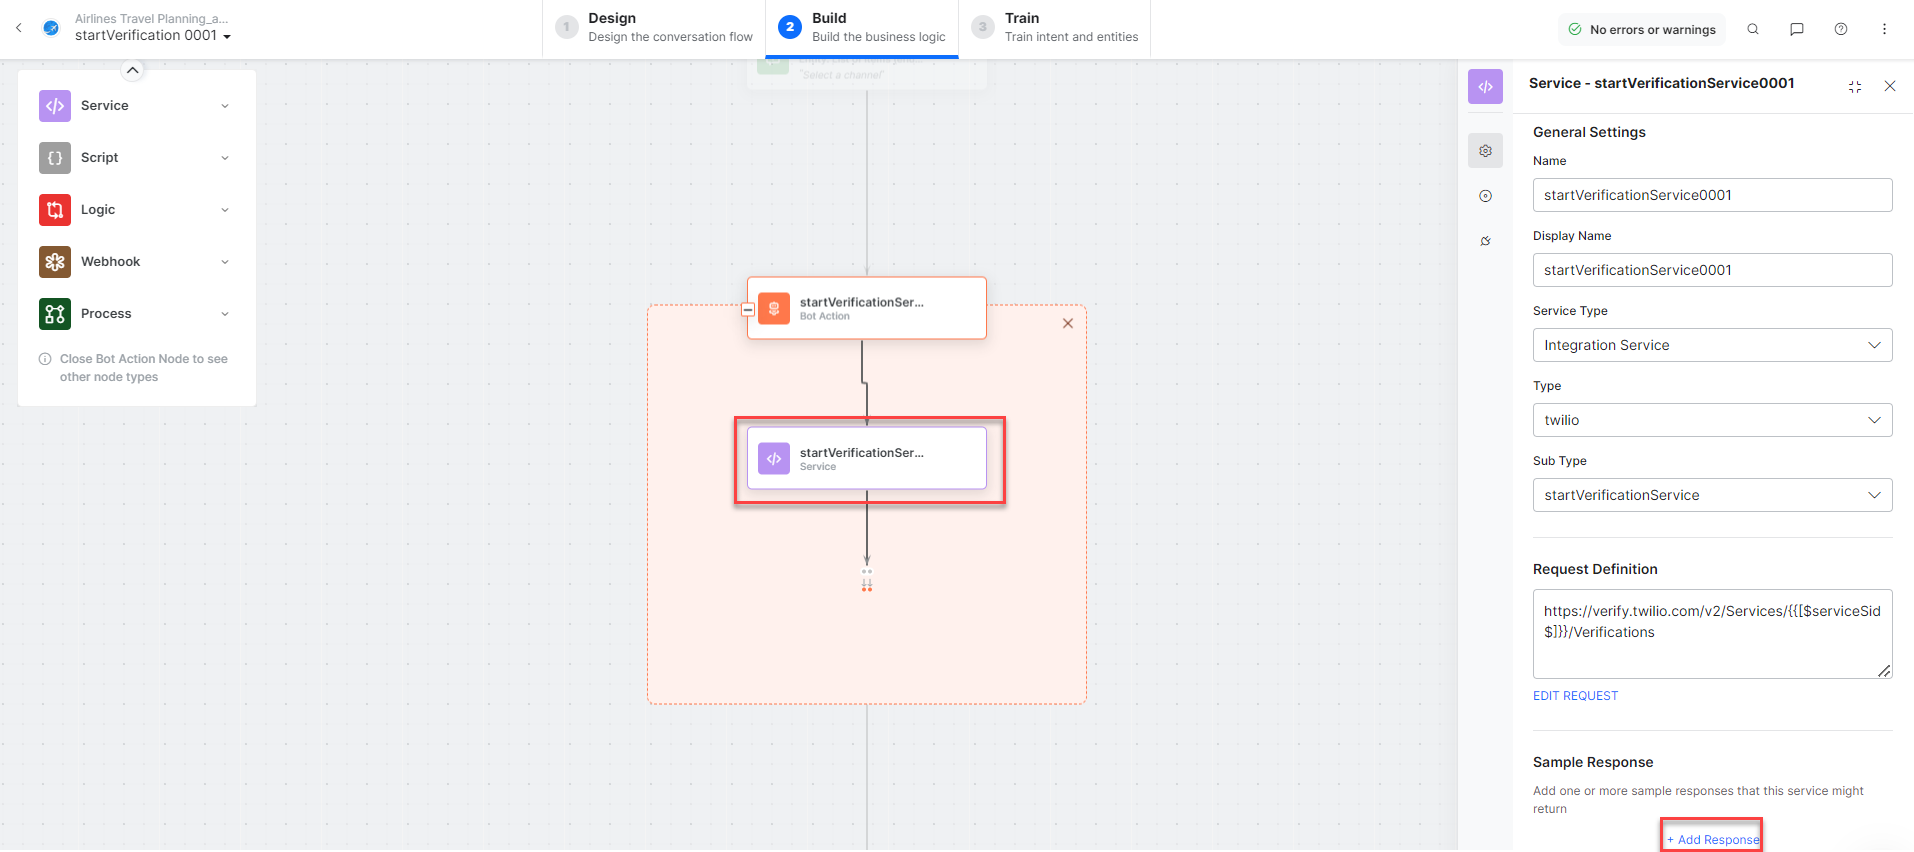 Airlines Travel Planning_a...
startVerification 0001
1
Design
Design the conversation flow
2
Build
Build the business logic
3
Train
Train intent and entities
No errors or warnings
Service
Script
Logic
Webhook
Process
Close Bot Action Node to see
other node types
"Select a channel"
startVerificationSer...
Bot Action
startVerificationSer...
Service
Service - startVerificationService0001
General Settings
Name
startVerificationService0001
Display Name
startVerificationService0001
Service Type
Integration Service
Type
twilio
Sub Type
startVerificationService
Request Definition
https://verify.twilio.com/v2/Services/{{[$serviceSid
$]}}/Verifications
EDIT REQUEST
Sample Response
Add one or more sample responses that this service might
return
+ Add Response